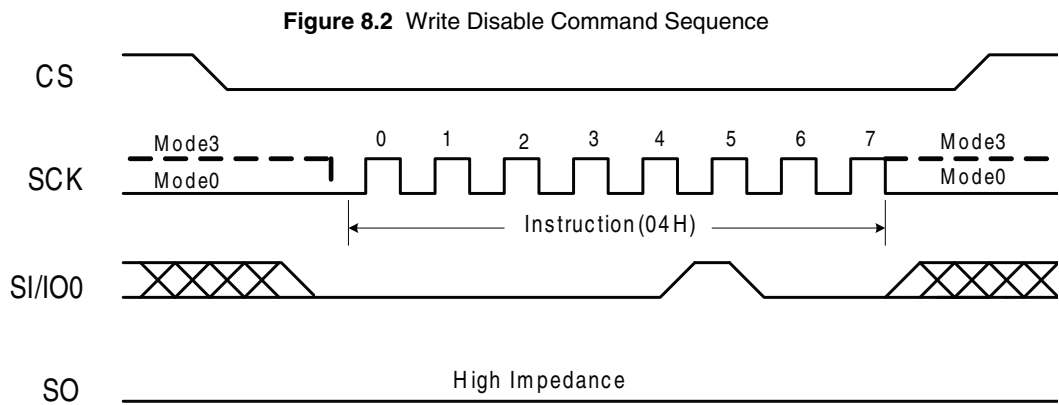 Figure 8.2 Write Disable Command Sequence
CS
Mode3 0 1 2 3 4 5 6 7 Mode3
SCK Mode0 Mode0
Instruction(04H)
SI/IO0
High Impedance
SO